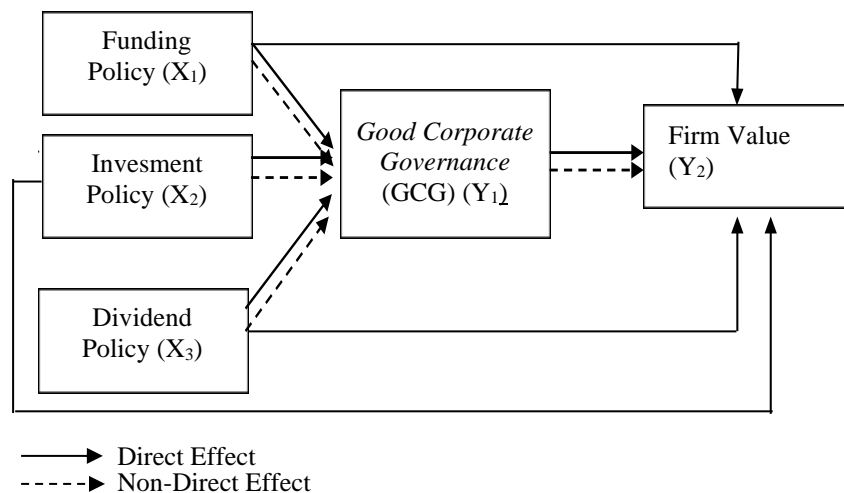 Funding
Policy (X₁)
Good Corporate
Governance
(GCG) (Y₁)
Firm Value
(Y₂)
Invesment
Policy (X₂)
Dividend
Policy (X₃)
Direct Effect
Non-Direct Effect